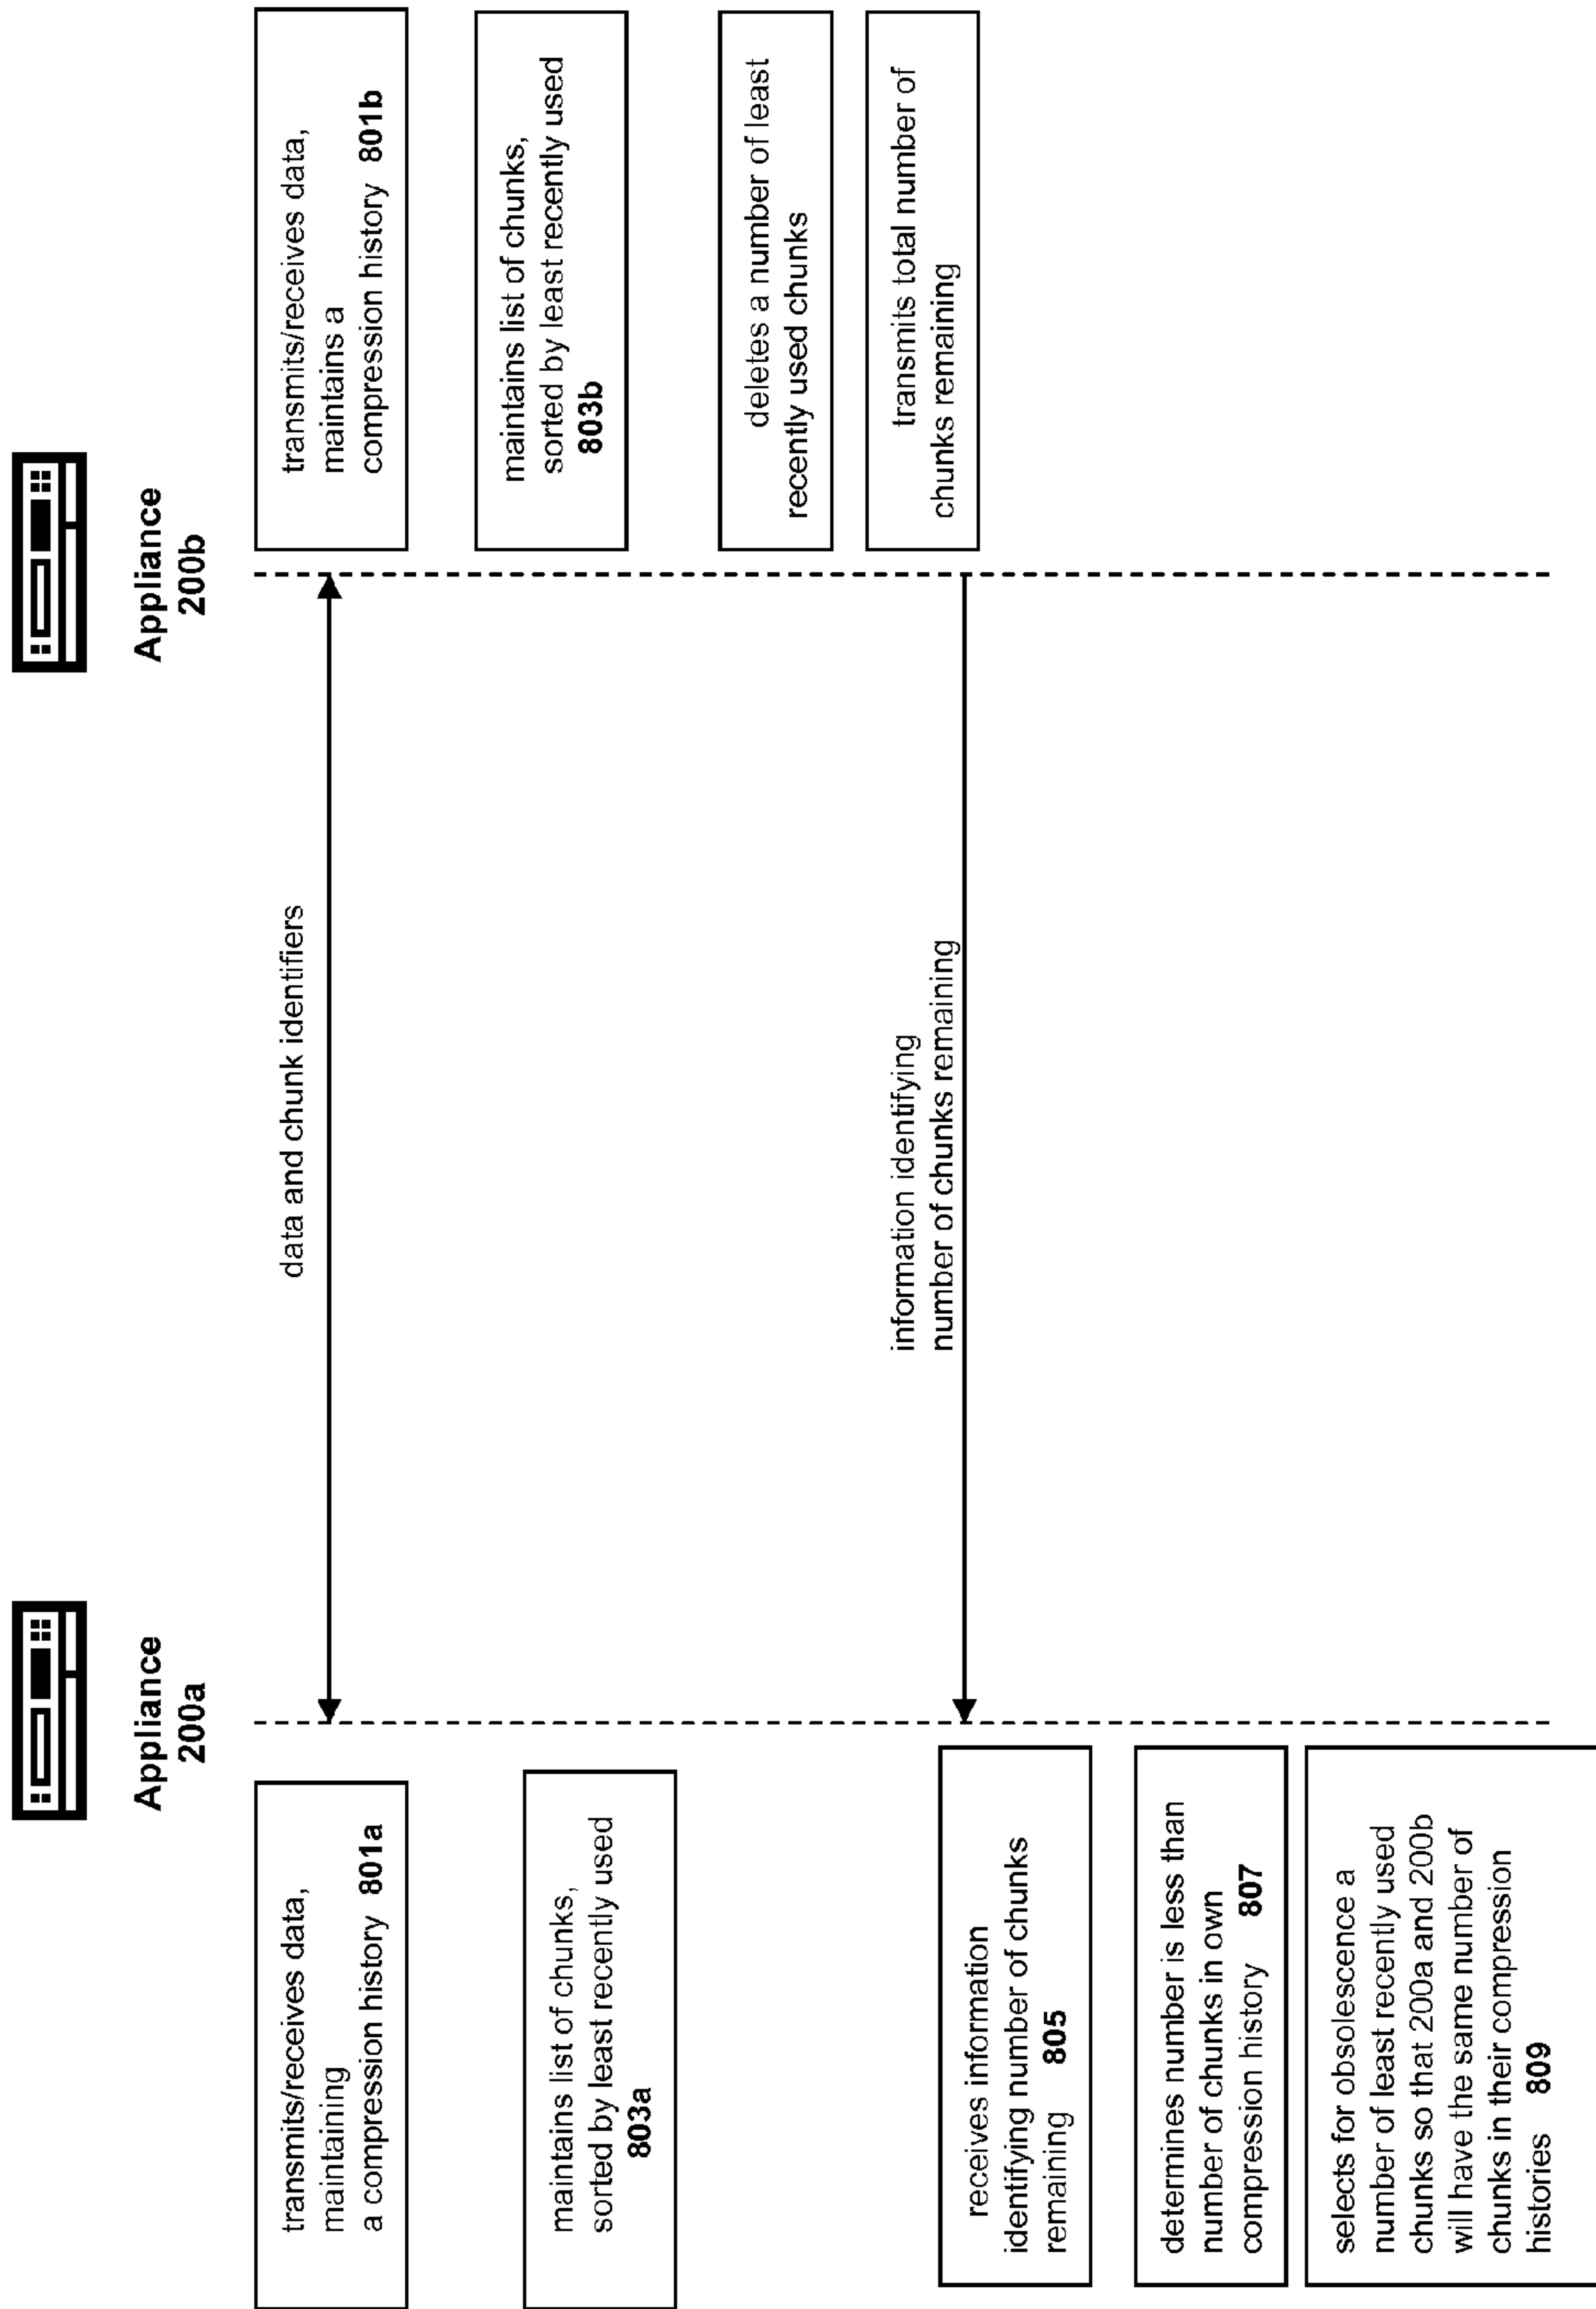 Appliance
200a
Appliance
200b
transmits/receives data,
maintaining
a compression history 801a
data and chunk identifiers
transmits/receives data,
maintains a
compression history 801b
maintains list of chunks,
sorted by least recently used
803a
maintains list of chunks,
sorted by least recently used
803b
deletes a number of least
recently used chunks
transmits total number of
chunks remaining
information identifying
number of chunks remaining
receives information
identifying number of chunks
remaining 805
determines number is less than
number of chunks in own
compression history 807
selects for obsolescence a
number of least recently used
chunks so that 200a and 200b
will have the same number of
chunks in their compression
histories 809